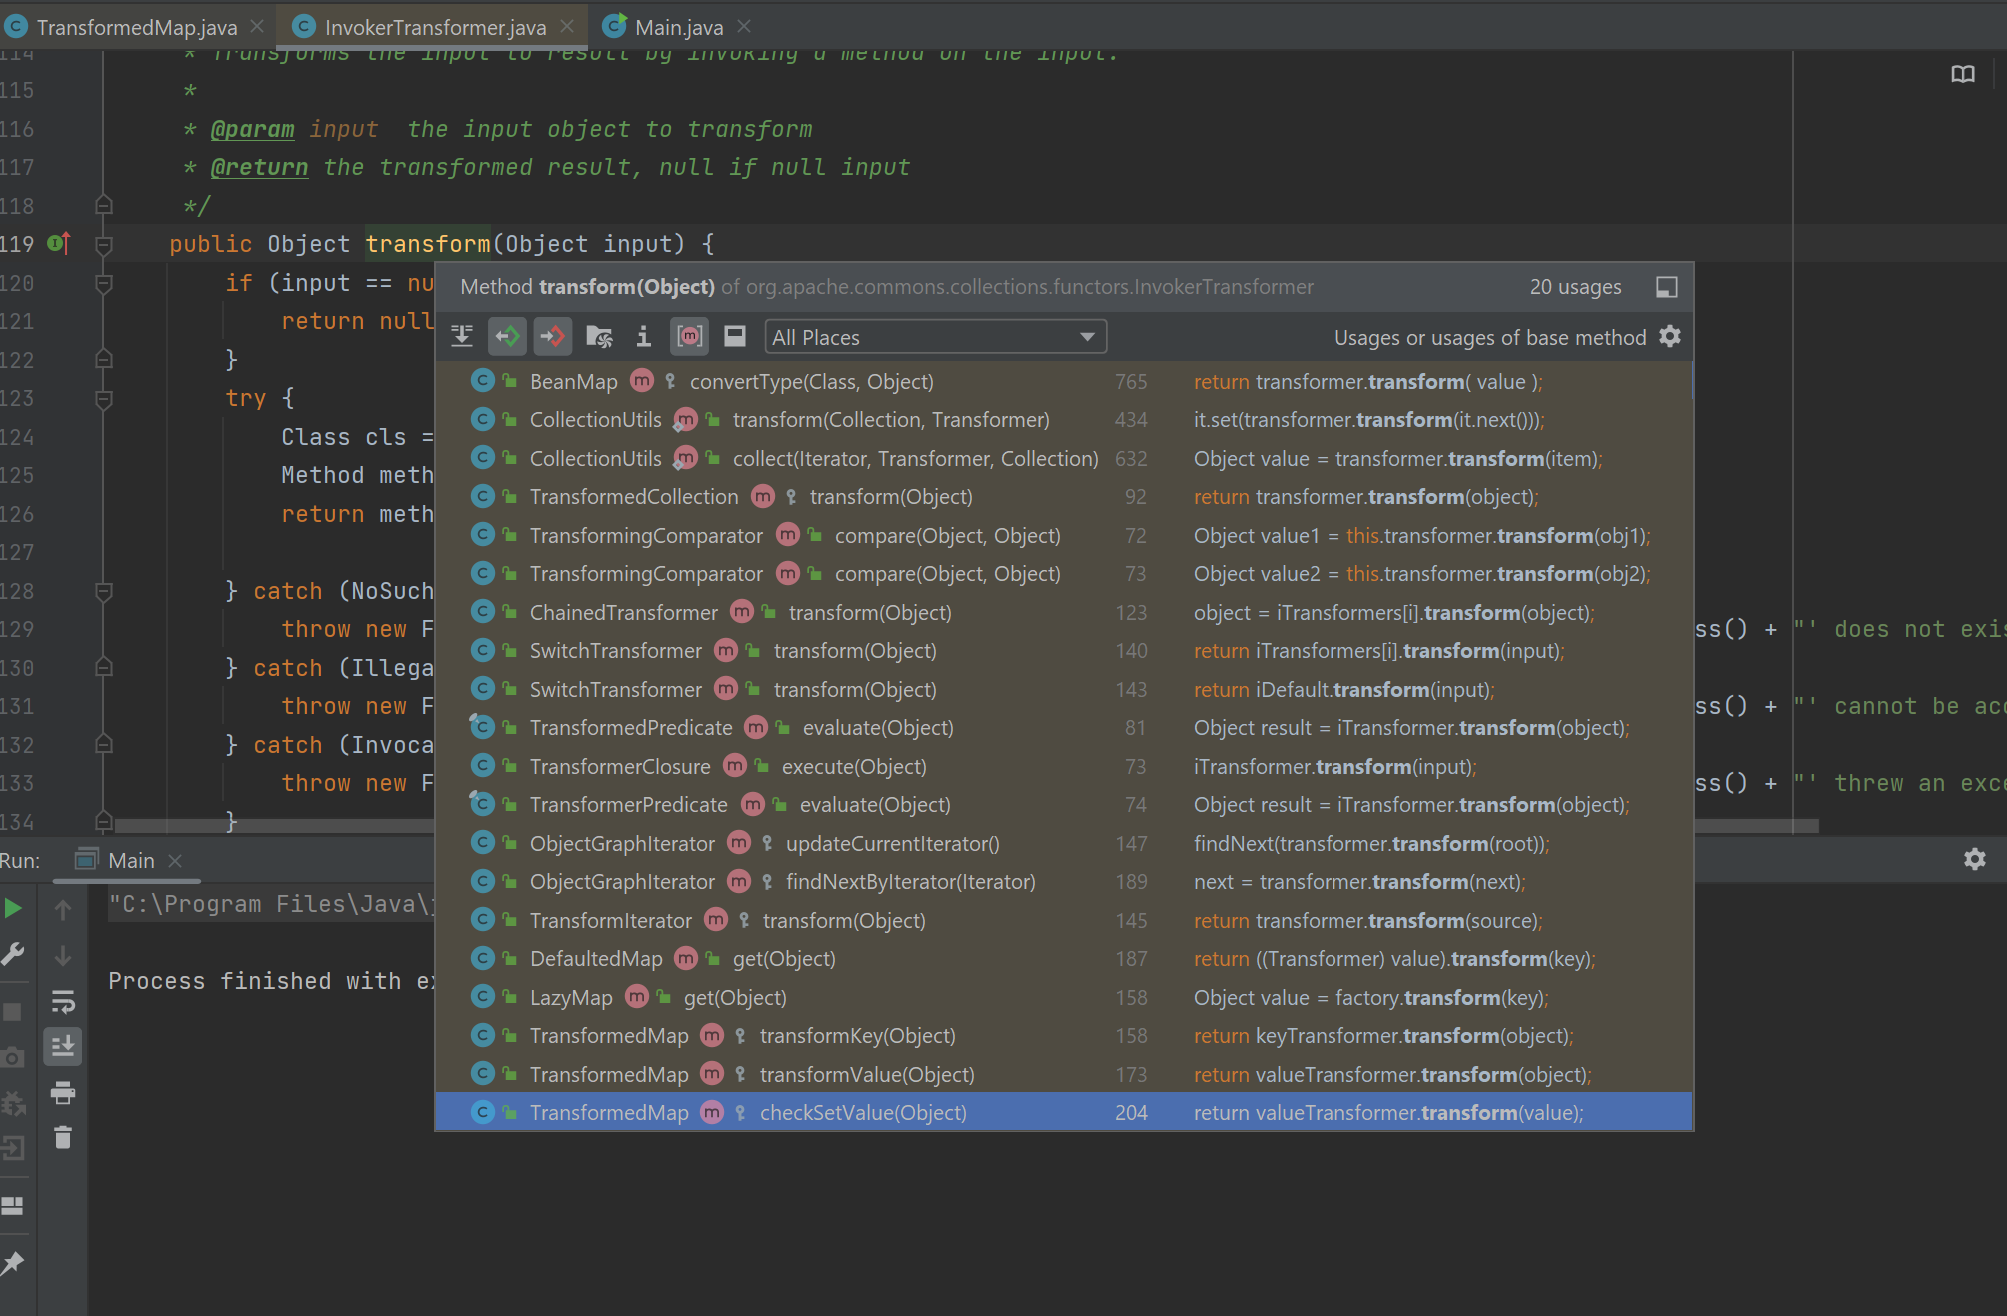 TransformedMap.java InvokerTransformer.java Main.java
114 * Transforms the input to result by invoking a method on the input.
115 *
116 * @param input the input object to transform
117 * @return the transformed result, null if null input
118 */
119 public Object transform(Object input) {
120 if (input == nu
121 return null
122 }
123 try {
124 Class cls =
125 Method meth
126 return meth
127
128 } catch (NoSuch
129 throw new F ss() + "' does not exis
130 } catch (Illega
131 throw new F ss() + "' cannot be acc
132 } catch (Invoca
133 throw new F ss() + "' threw an exce
134 }
Method transform(Object) of org.apache.commons.collections.functors.InvokerTransformer 20 usages
All Places Usages or usages of base method
BeanMap convertType(Class, Object) 765 return transformer.transform( value );
CollectionUtils transform(Collection, Transformer) 434 it.set(transformer.transform(it.next()));
CollectionUtils collect(Iterator, Transformer, Collection) 632 Object value = transformer.transform(item);
TransformedCollection transform(Object) 92 return transformer.transform(object);
TransformingComparator compare(Object, Object) 72 Object value1 = this.transformer.transform(obj1);
TransformingComparator compare(Object, Object) 73 Object value2 = this.transformer.transform(obj2);
ChainedTransformer transform(Object) 123 object = iTransformers[i].transform(object);
SwitchTransformer transform(Object) 140 return iTransformers[i].transform(input);
SwitchTransformer transform(Object) 143 return iDefault.transform(input);
TransformedPredicate evaluate(Object) 81 Object result = iTransformer.transform(object);
TransformerClosure execute(Object) 73 iTransformer.transform(input);
TransformerPredicate evaluate(Object) 74 Object result = iTransformer.transform(object);
ObjectGraphIterator updateCurrentIterator() 147 findNext(transformer.transform(root));
ObjectGraphIterator findNextByIterator(Iterator) 189 next = transformer.transform(next);
TransformIterator transform(Object) 145 return transformer.transform(source);
DefaultedMap get(Object) 187 return ((Transformer) value).transform(key);
LazyMap get(Object) 158 Object value = factory.transform(key);
TransformedMap transformKey(Object) 158 return keyTransformer.transform(object);
TransformedMap transformValue(Object) 173 return valueTransformer.transform(object);
TransformedMap checkSetValue(Object) 204 return valueTransformer.transform(value);
Run: Main
"C:\Program Files\Java\j
Process finished with ex